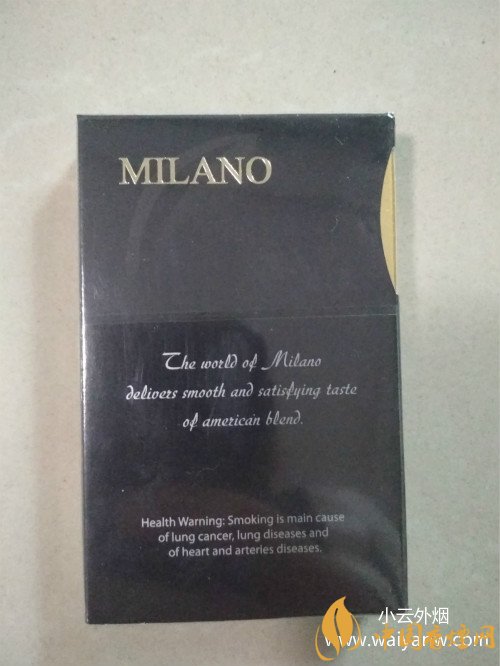 MILANO
The world of Milano
delivers smooth and satisfying taste
of american blend.
Health Warning: Smoking is main cause
of lung cancer, lung diseases and
of heart and arteries diseases.
小云外烟
www.waiyanw.com